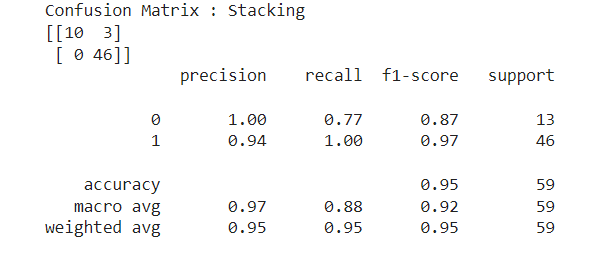 Confusion Matrix : Stacking
[[10  3]
 [ 0 46]]
              precision    recall  f1-score   support

           0       1.00      0.77      0.87        13
           1       0.94      1.00      0.97        46

    accuracy                           0.95        59
   macro avg       0.97      0.88      0.92        59
weighted avg       0.95      0.95      0.95        59